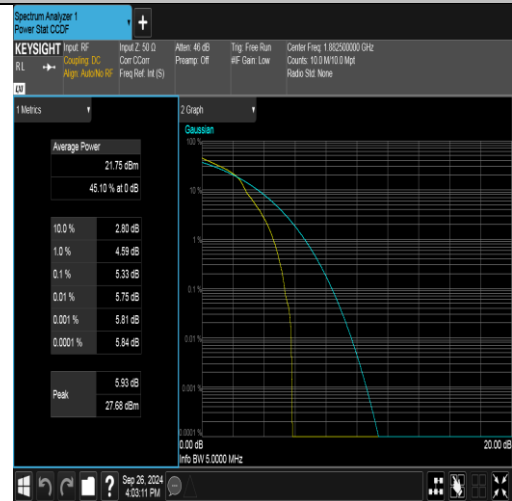 Spectrum Analyzer 1
Power Stat CCDF
+
KEYSIGHT
RL
LXI
Input: RF
Coupling: DC
Align: Auto/No RF
Input Z: 50 Ω
Corr CCorr
Freq Ref: Int (S)
Atten: 46 dB
Preamp: Off
Trig: Free Run
#IF Gain: Low
Center Freq: 1.882500000 GHz
Counts: 10.0 M/10.0 Mpt
Radio Std: None
1 Metrics
Average Power
21.75 dBm
45.10 % at 0 dB
10.0 % 2.80 dB
1.0 % 4.59 dB
0.1 % 5.33 dB
0.01 % 5.75 dB
0.001 % 5.81 dB
0.0001 % 5.84 dB
Peak
5.93 dB
27.68 dBm
2 Graph
Gaussian
100 %
10 %
1 %
0.1 %
0.01 %
0.001 %
0.0001 %
0.00 dB 20.00 dB
Info BW 5.0000 MHz
?
Sep 26, 2024
4:03:11 PM